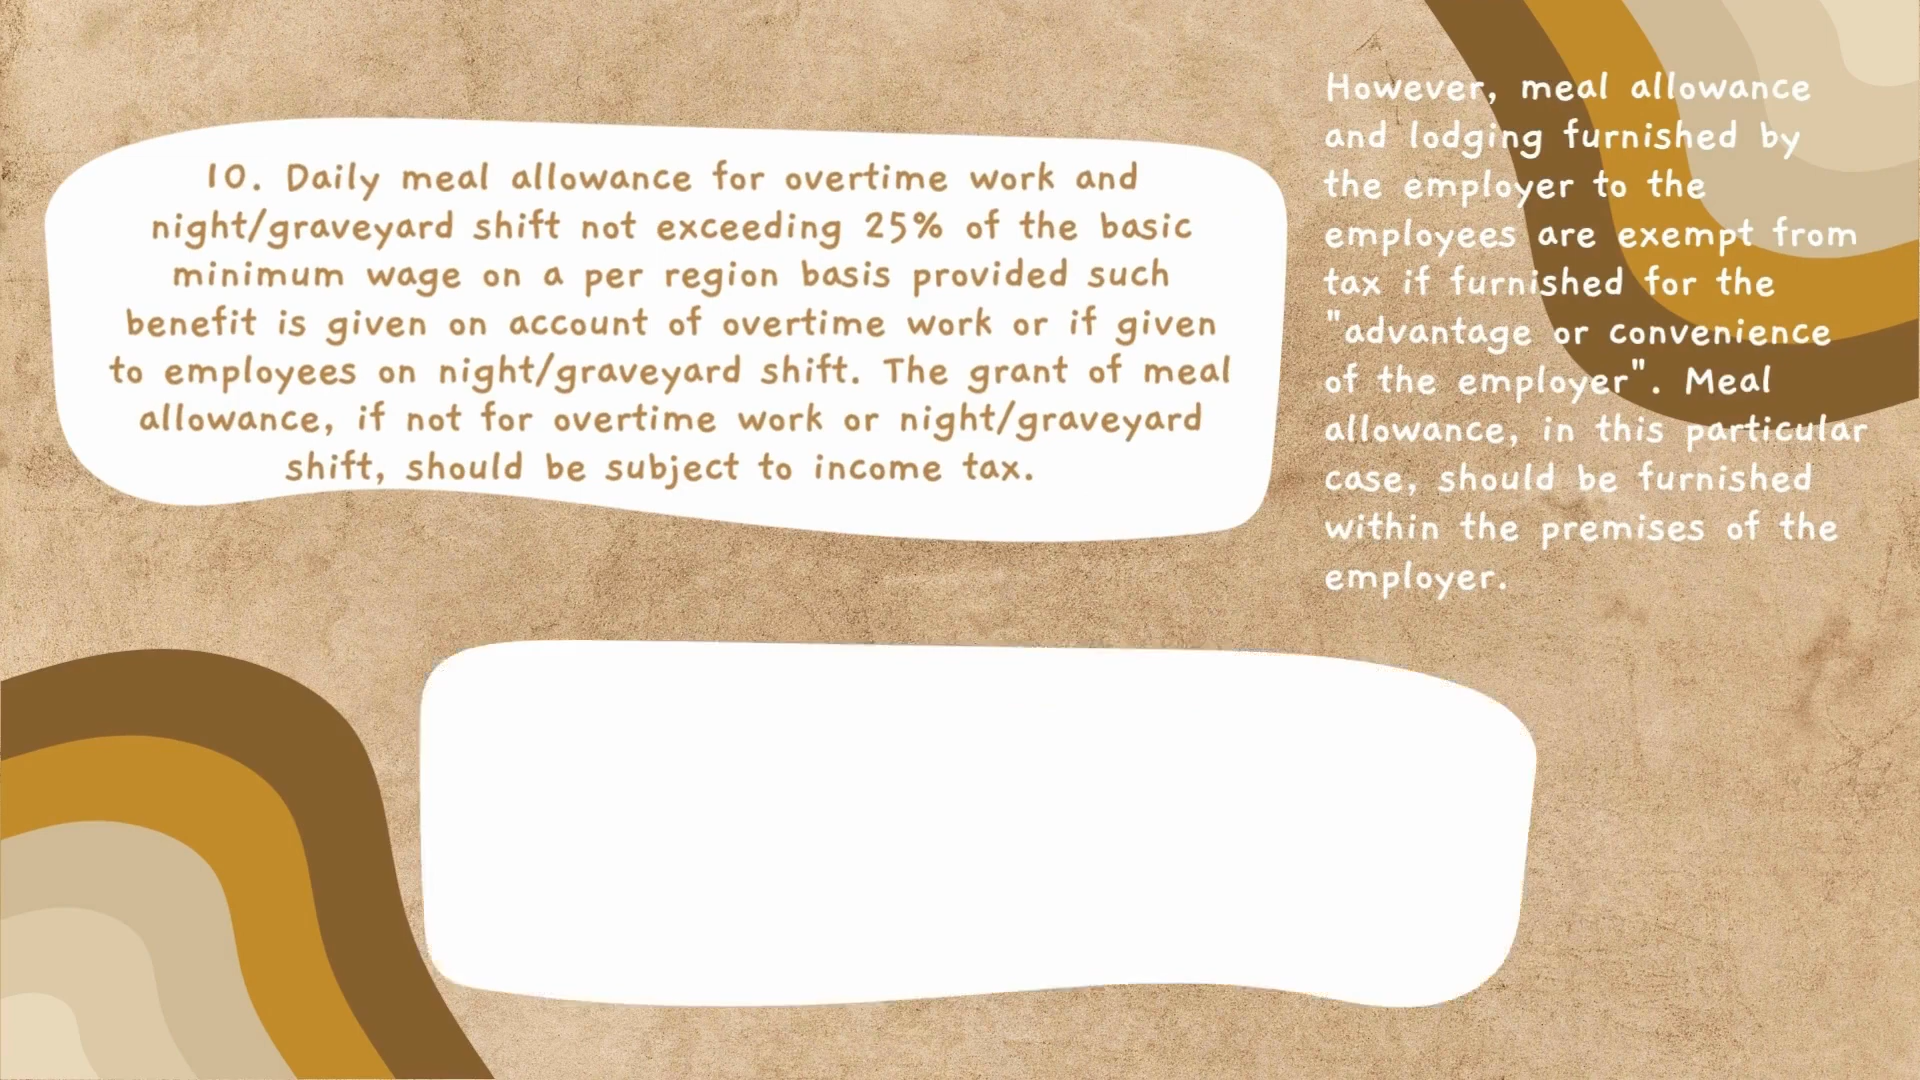 10. Daily meal allowance for overtime work and
night/graveyard shift not exceeding 25% of the basic
minimum wage on a per region basis provided such
benefit is given on account of overtime work or if given
to employees on night/graveyard shift. The grant of meal
allowance, if not for overtime work or night/graveyard
shift, should be subject to income tax.
However, meal allowance
and lodging furnished by
the employer to the
employees are exempt from
tax if furnished for the
"advantage or convenience
of the employer". Meal
allowance, in this particular
case, should be furnished
within the premises of the
employer.